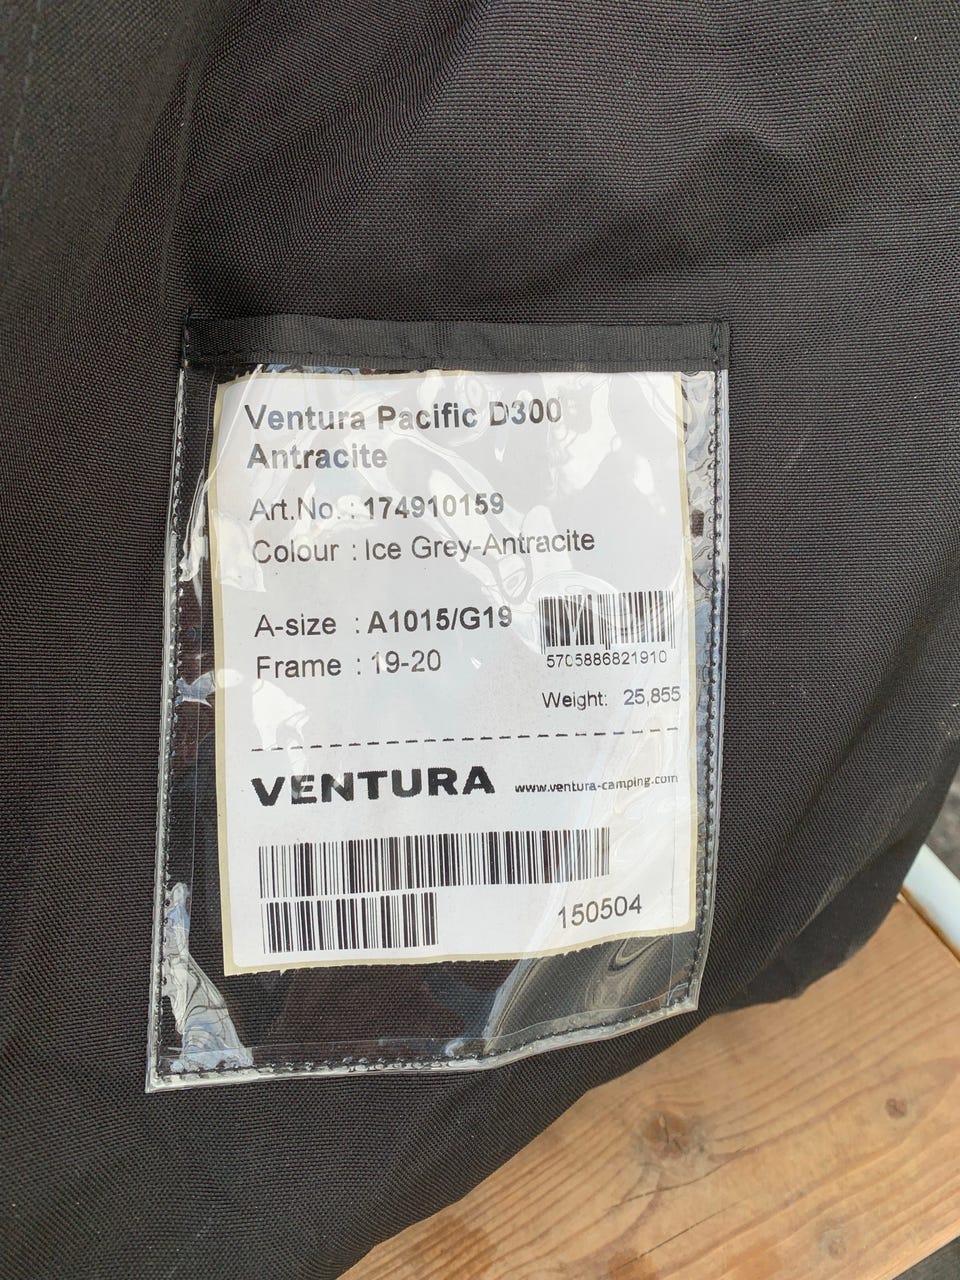 Ventura Pacific D300
Antracite
Art.No. : 174910159
Colour : Ice Grey-Antracite
A-size : A1015/G19
Frame : 19-20
5705886821910
Weight: 25,855
VENTURA www.ventura-camping.com
150504